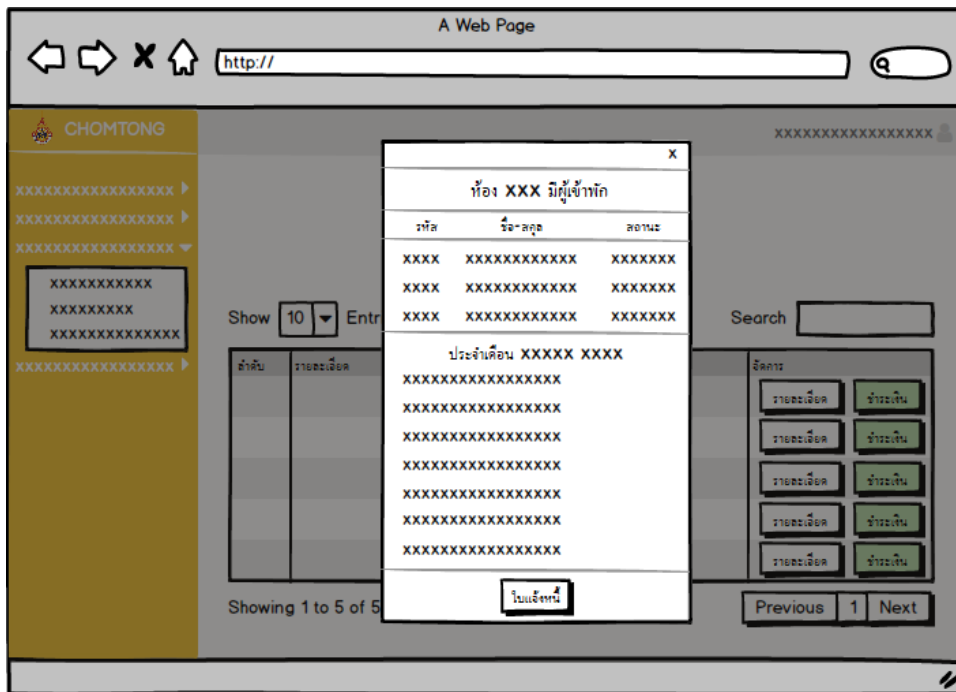 A Web Page
http://
CHOMTONG
xxxxxxxxxxxxxxxxx
x
ห้อง xxx มีผู้เข้าพัก
xxxxxxxxxxxxxxxxx
xxxxxxxxxxxxxxxxx
xxxxxxxxxxxxxxxxx
รหัส ชื่อ-สกุล สถานะ
xxxx xxxxxxxxxxxx xxxxxxx
xxxx xxxxxxxxxxxx xxxxxxx
xxxx xxxxxxxxxxxx xxxxxxx
xxxxxxxxxxx
xxxxxxxxx
xxxxxxxxxxxxxx
xxxxxxxxxxxxxxxxx
Show 10 Entr
Search
ลำดับ รายละเอียด จัดการ
ประจำเดือน xxxxx xxxx
xxxxxxxxxxxxxxxxx
xxxxxxxxxxxxxxxxx
xxxxxxxxxxxxxxxxx
xxxxxxxxxxxxxxxxx
xxxxxxxxxxxxxxxxx
xxxxxxxxxxxxxxxxx
xxxxxxxxxxxxxxxxx
รายละเอียด ชำระเงิน
รายละเอียด ชำระเงิน
รายละเอียด ชำระเงิน
รายละเอียด ชำระเงิน
รายละเอียด ชำระเงิน
ใบแจ้งหนี้
Showing 1 to 5 of 5
Previous 1 Next